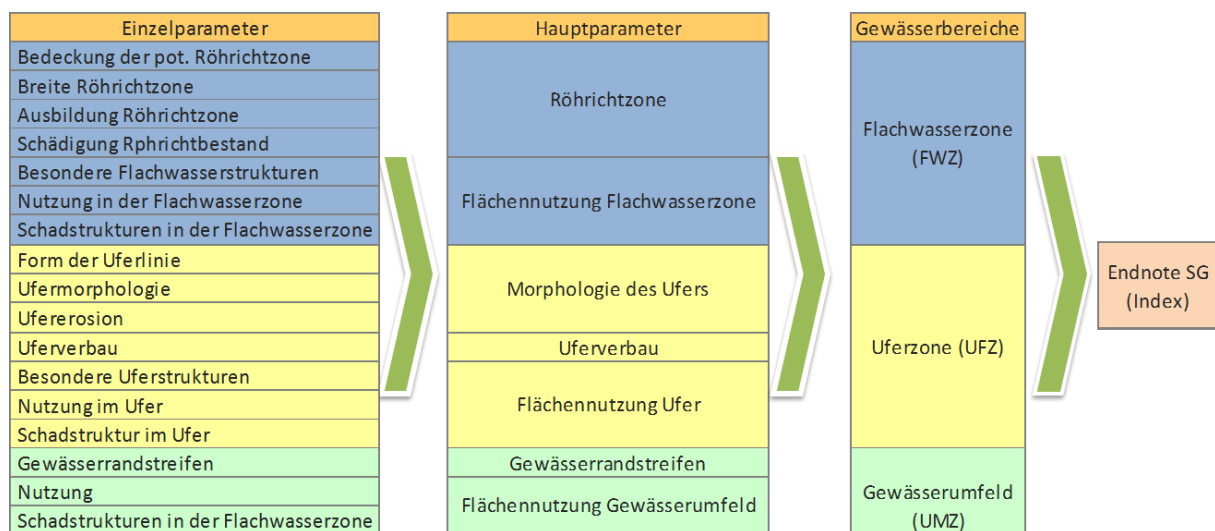 Einzelparameter
Bedeckung der pot. Röhrichtzone
Breite Röhrichtzone
Ausbildung Röhrichtzone
Schädigung Rphrichtbestand
Besondere Flachwasserstrukturen
Nutzung in der Flachwasserzone
Schadstrukturen in der Flachwasserzone
Form der Uferlinie
Ufermorphologie
Ufererosion
Uferverbau
Besondere Uferstrukturen
Nutzung im Ufer
Schadstruktur im Ufer
Gewässerrandstreifen
Nutzung
Schadstrukturen in der Flachwasserzone
Hauptparameter
Röhrichtzone
Flächennutzung Flachwasserzone
Morphologie des Ufers
Uferverbau
Flächennutzung Ufer
Gewässerrandstreifen
Flächennutzung Gewässerumfeld
Gewässerbereiche
Flachwasserzone
(FWZ)
Uferzone (UFZ)
Gewässerumfeld
(UMZ)
Endnote SG
(Index)